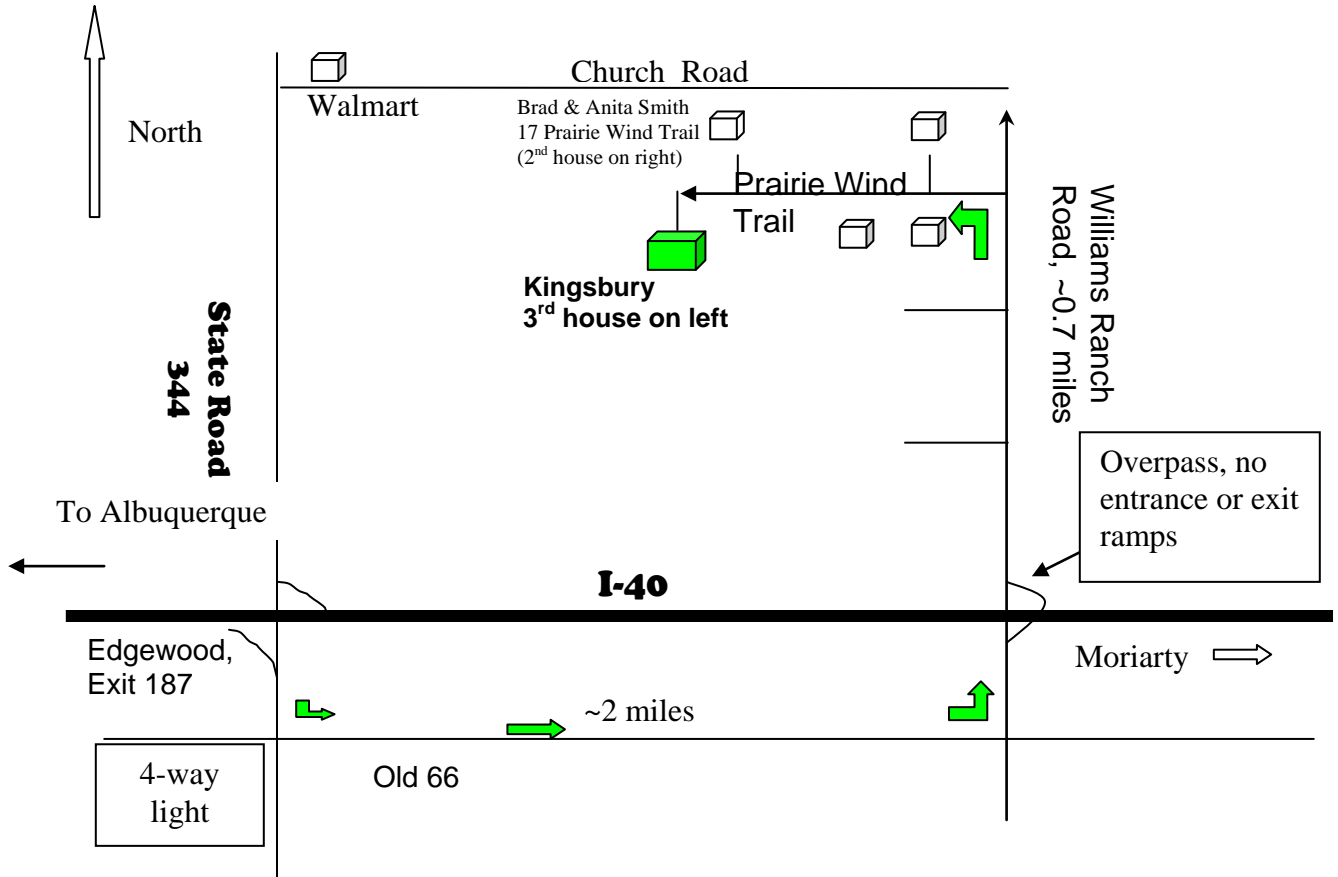 Church Road
Walmart
North
Brad & Anita Smith
17 Prairie Wind Trail
(2nd house on right)
Prairie Wind
Trail
Kingsbury
3rd house on left
Williams Ranch
Road, ~0.7 miles
State Road
344
To Albuquerque
Overpass, no
entrance or exit
ramps
I-40
Edgewood,
Exit 187
Moriarty
~2 miles
4-way
light
Old 66